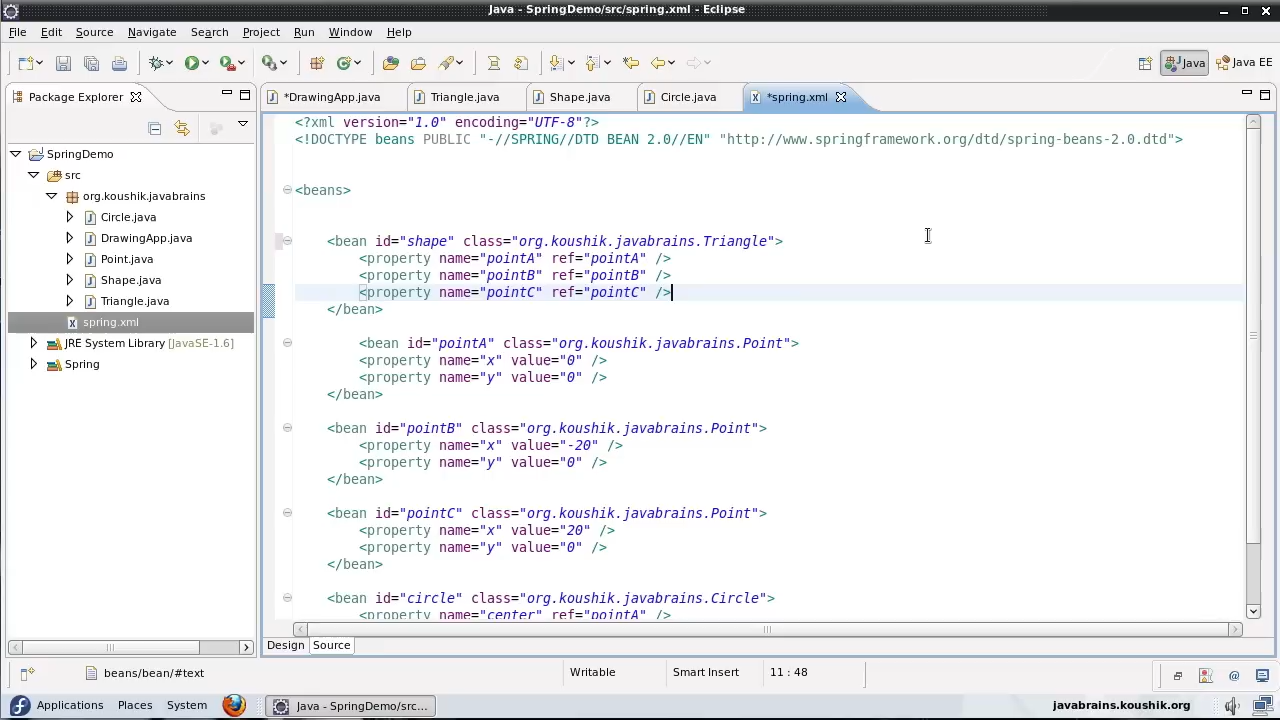 Java - SpringDemo/src/spring.xml - Eclipse
File Edit Source Navigate Search Project Run Window Help
Java Java EE
Package Explorer
*DrawingApp.java Triangle.java Shape.java Circle.java *spring.xml
SpringDemo
src
org.koushik.javabrains
Circle.java
DrawingApp.java
Point.java
Shape.java
Triangle.java
spring.xml
JRE System Library [JavaSE-1.6]
Spring
<?xml version="1.0" encoding="UTF-8"?>
<!DOCTYPE beans PUBLIC "-//SPRING//DTD BEAN 2.0//EN" "http://www.springframework.org/dtd/spring-beans-2.0.dtd">
<beans>
<bean id="shape" class="org.koushik.javabrains.Triangle">
<property name="pointA" ref="pointA" />
<property name="pointB" ref="pointB" />
<property name="pointC" ref="pointC" />
</bean>
<bean id="pointA" class="org.koushik.javabrains.Point">
<property name="x" value="0" />
<property name="y" value="0" />
</bean>
<bean id="pointB" class="org.koushik.javabrains.Point">
<property name="x" value="-20" />
<property name="y" value="0" />
</bean>
<bean id="pointC" class="org.koushik.javabrains.Point">
<property name="x" value="20" />
<property name="y" value="0" />
</bean>
<bean id="circle" class="org.koushik.javabrains.Circle">
<property name="center" ref="pointA" />
Design Source
beans/bean/#text Writable Smart Insert 11 : 48
Applications Places System Java - SpringDemo/src... javabrains.koushik.org